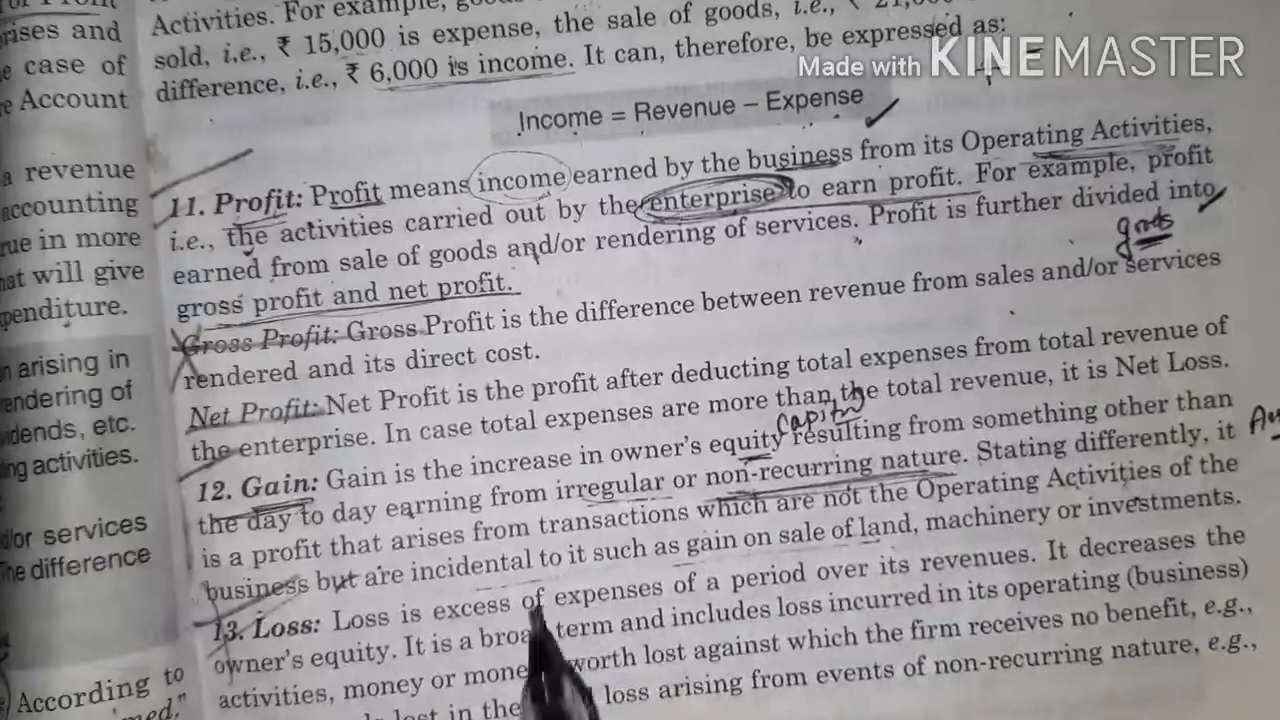 rises and
e case of
e Account
a revenue
accounting
rue in more
hat will give
penditure.
n arising in
endering of
idends, etc.
ng activities.
d/or services
The difference
According to
Activities. For example,
sold, i.e., ₹ 15,000 is expense, the sale of goods, i.e., ₹
difference, i.e., ₹ 6,000 is income. It can, therefore, be expressed as:
Made with KINEMASTER
Income = Revenue – Expense
11. Profit: Profit means income earned by the business from its Operating Activities,
i.e., the activities carried out by the enterprise to earn profit. For example, profit
earned from sale of goods and/or rendering of services. Profit is further divided into
gross profit and net profit.
goods
Gross Profit: Gross Profit is the difference between revenue from sales and/or services
rendered and its direct cost.
Net Profit: Net Profit is the profit after deducting total expenses from total revenue of
the enterprise. In case total expenses are more than the total revenue, it is Net Loss.
12. Gain: Gain is the increase in owner's equity resulting from something other than
the day to day earning from irregular or non-recurring nature. Stating differently, it
is a profit that arises from transactions which are not the Operating Activities of the
business but are incidental to it such as gain on sale of land, machinery or investments.
13. Loss: Loss is excess of expenses of a period over its revenues. It decreases the
owner's equity. It is a broa term and includes loss incurred in its operating (business)
activities, money or mone worth lost against which the firm receives no benefit, e.g.,
lost in the loss arising from events of non-recurring nature, e.g.,